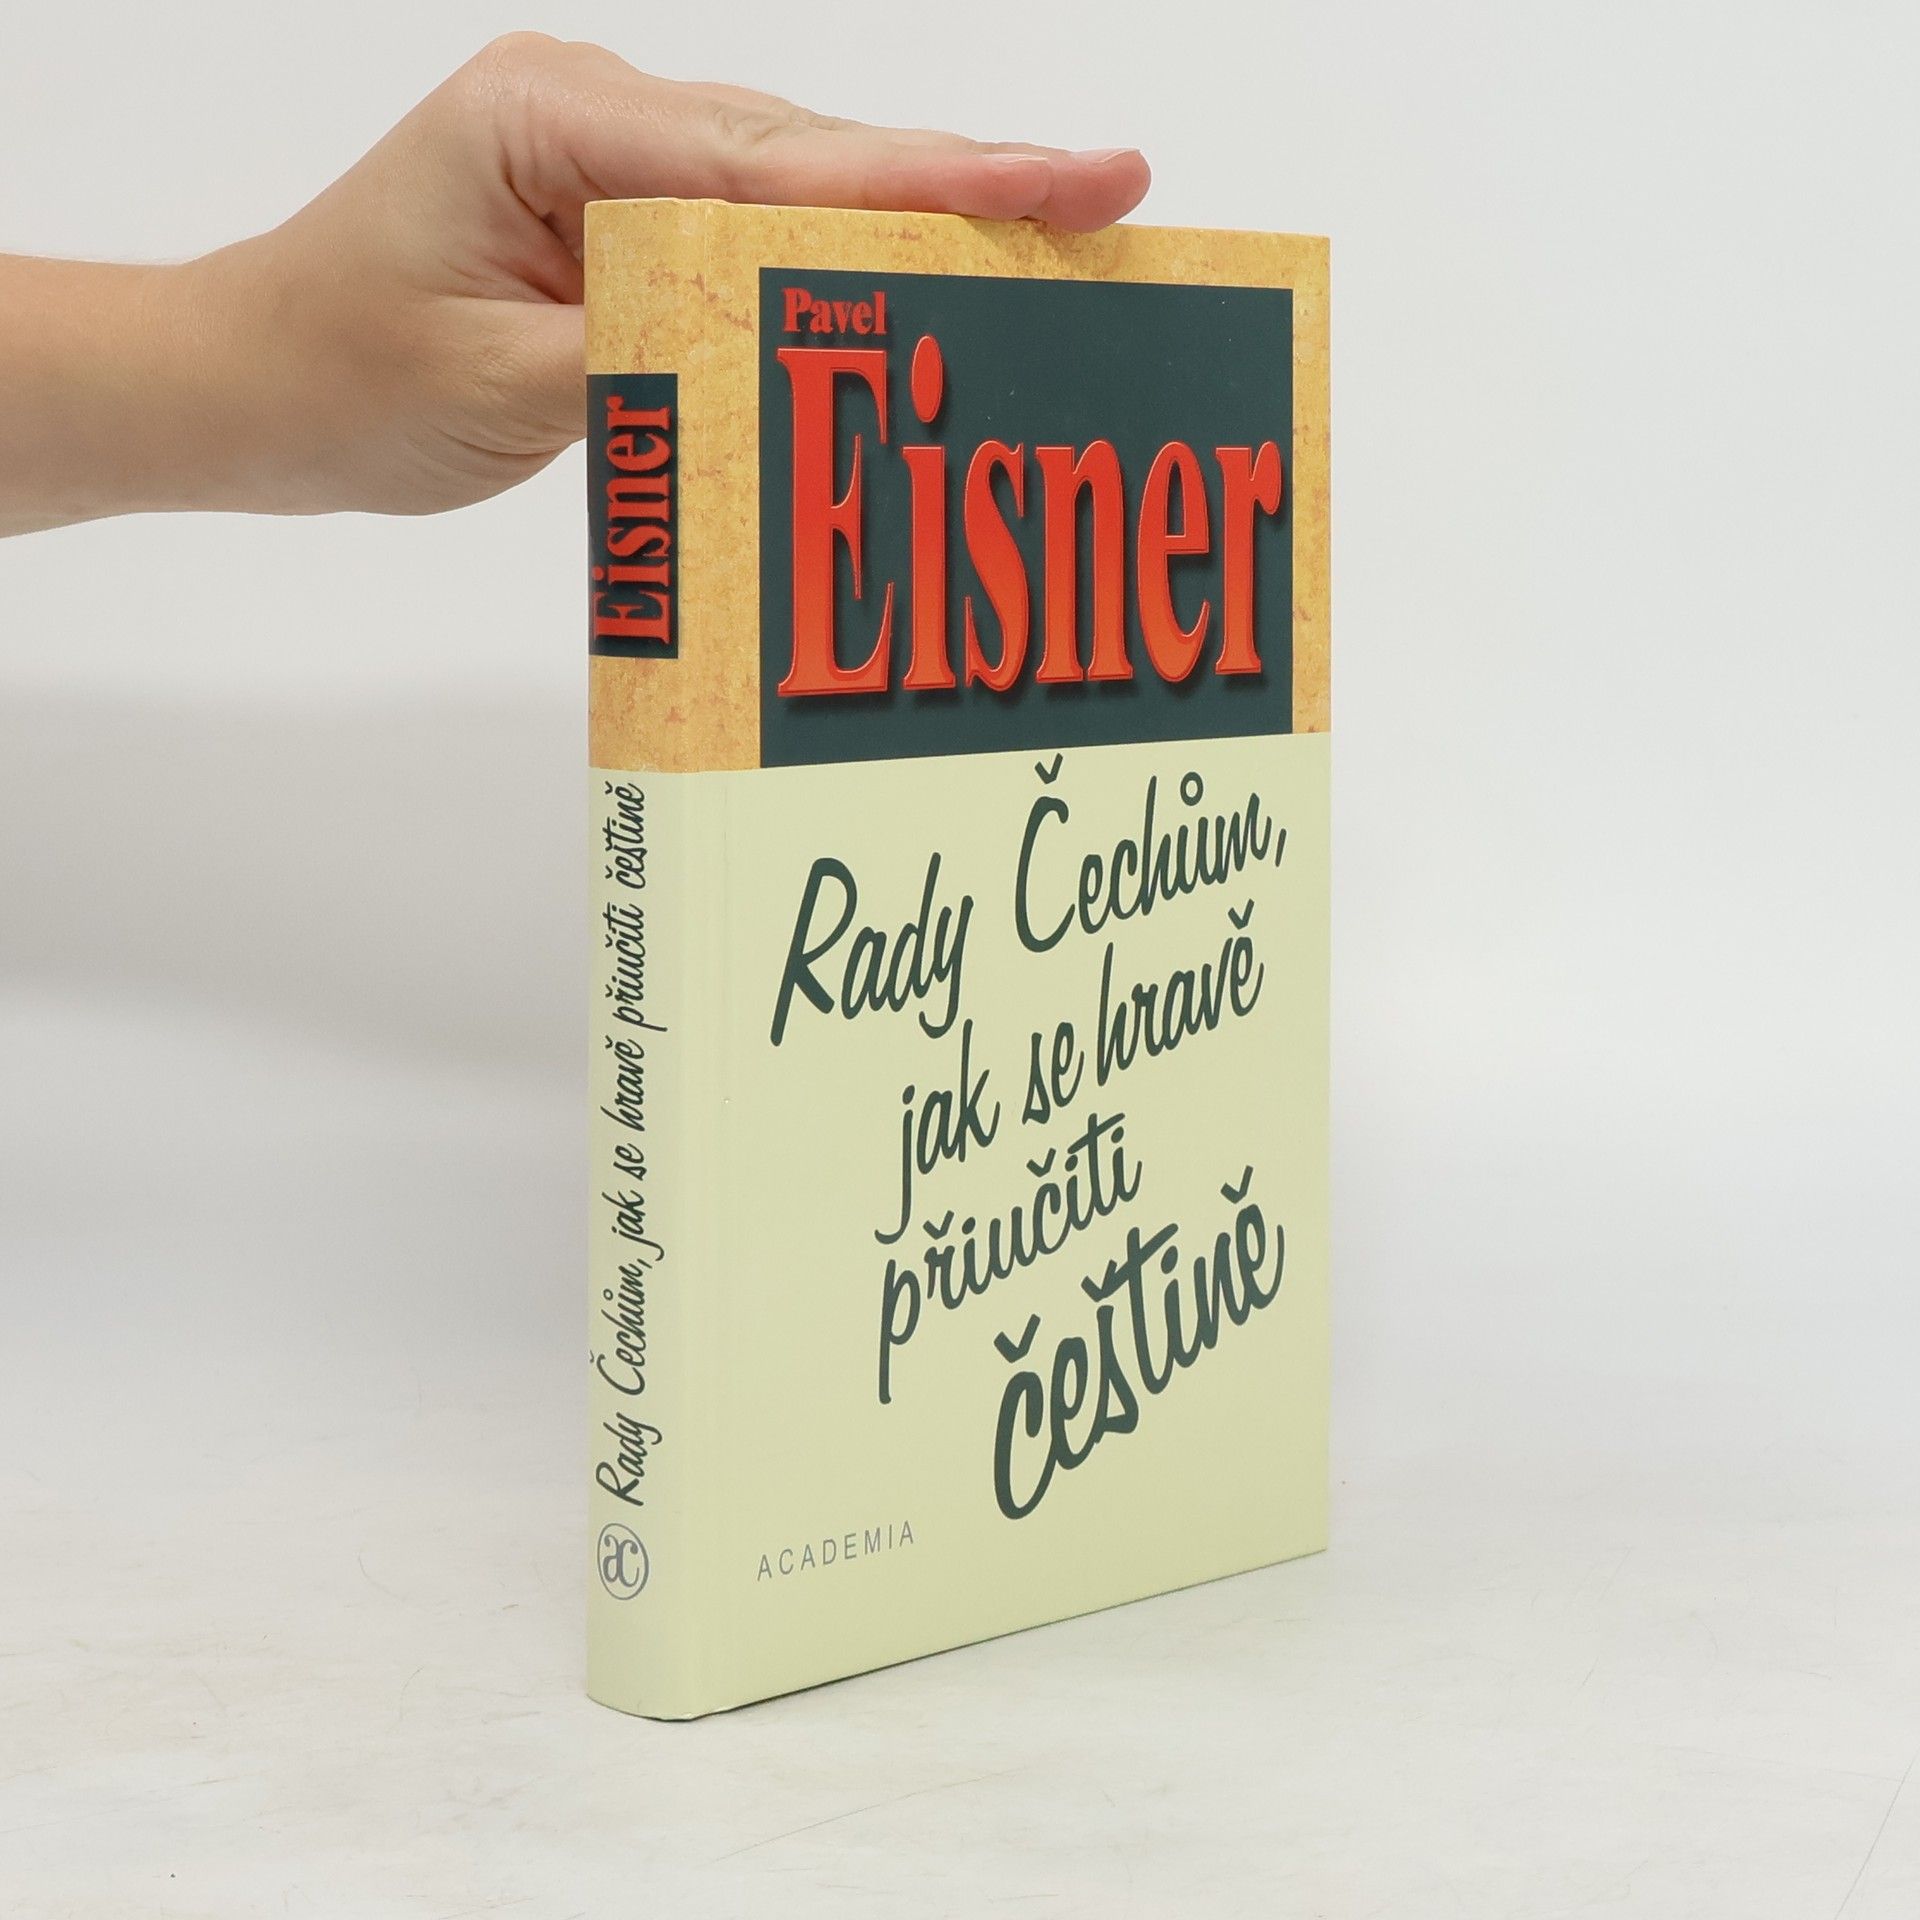 Pavel
Eisner
Rady Čechům,
jak se hravě
přiučiti
češtině
ACADEMIA
Eisner
Rady Čechům, jak se hravě přiučiti češtině
ac